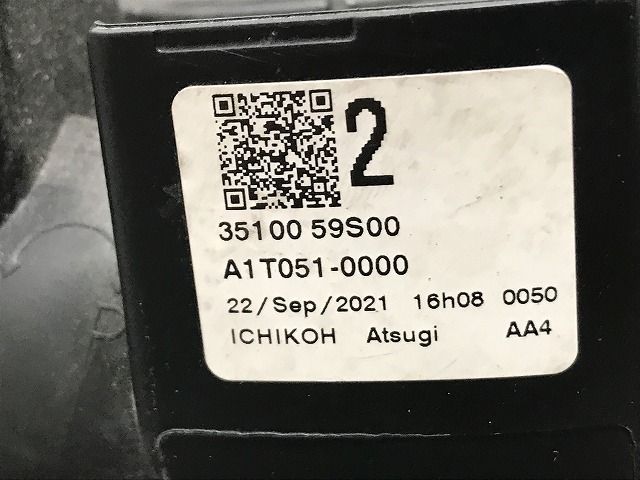 2
35100 59S00
A1T051-0000
22/Sep/2021 16h08 0050
ICHIKOH Atsugi AA4